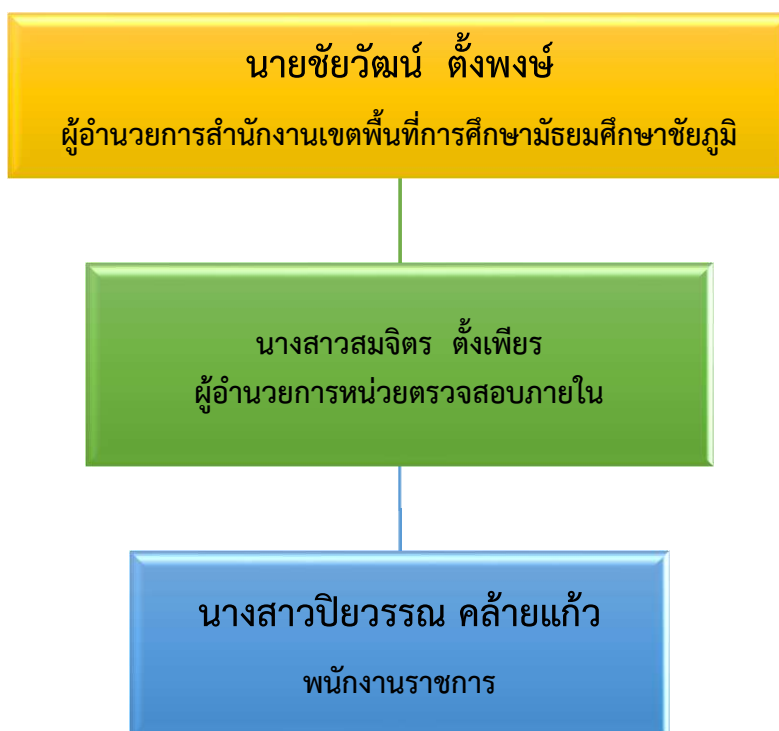 นายชัยวัฒน์ ตั้งพงษ์
ผู้อำนวยการสำนักงานเขตพื้นที่การศึกษามัธยมศึกษาชัยภูมิ
นางสาวสมจิตร ตั้งเพียร
ผู้อำนวยการหน่วยตรวจสอบภายใน
นางสาวปิยวรรณ คล้ายแก้ว
พนักงานราชการ